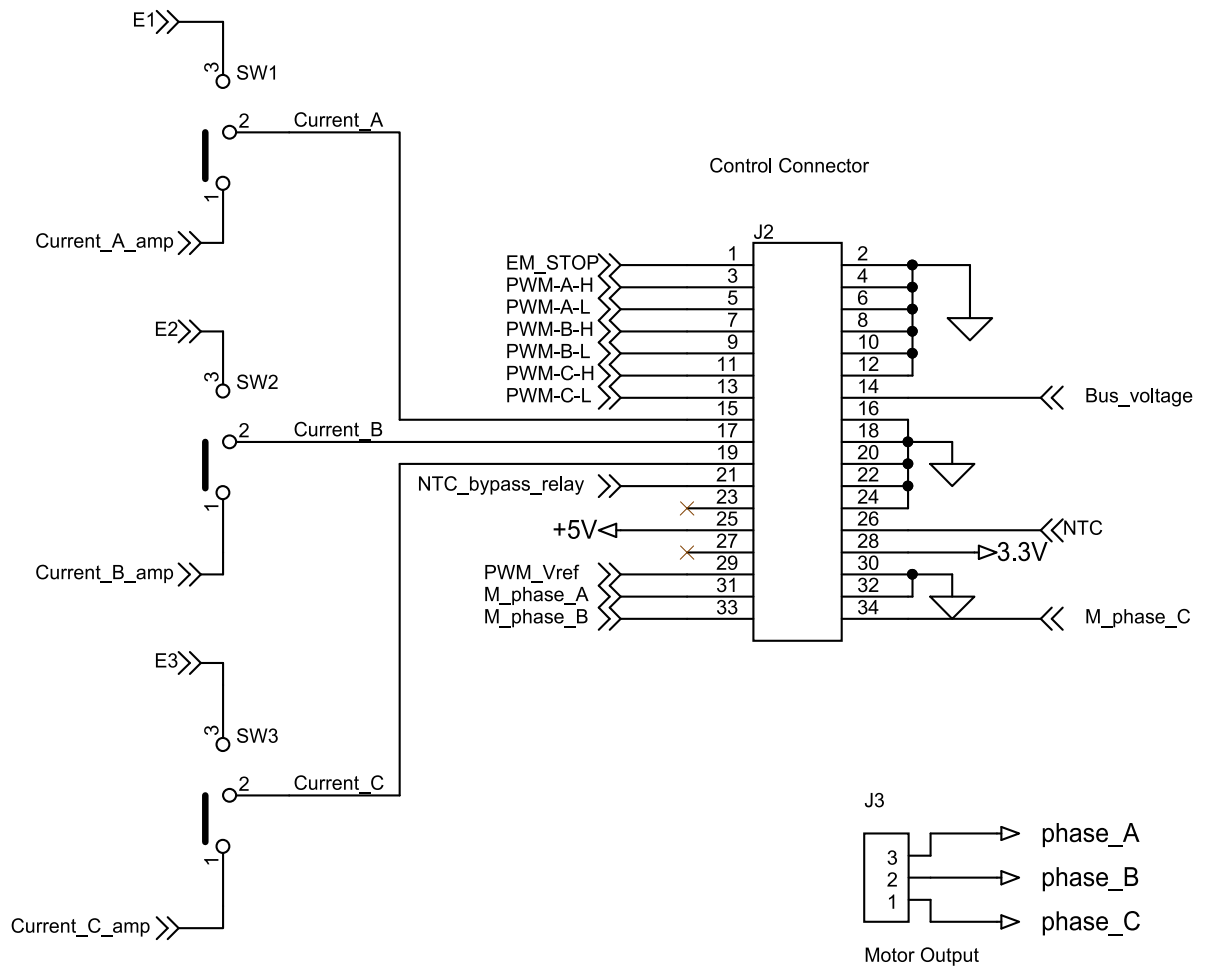 E1
3
SW1
2
Current_A
1
Current_A_amp
E2
3
SW2
2
Current_B
1
Current_B_amp
E3
3
SW3
2
Current_C
1
Current_C_amp
Control Connector
J2
EM_STOP 1 2
PWM-A-H 3 4
PWM-A-L 5 6
PWM-B-H 7 8
PWM-B-L 9 10
PWM-C-H 11 12
PWM-C-L 13 14 Bus_voltage
15 16
17 18
19 20
NTC_bypass_relay 21 22
23 24
+5V 25 26 NTC
27 28 3.3V
PWM_Vref 29 30
M_phase_A 31 32
M_phase_B 33 34 M_phase_C
J3
3 phase_A
2 phase_B
1 phase_C
Motor Output